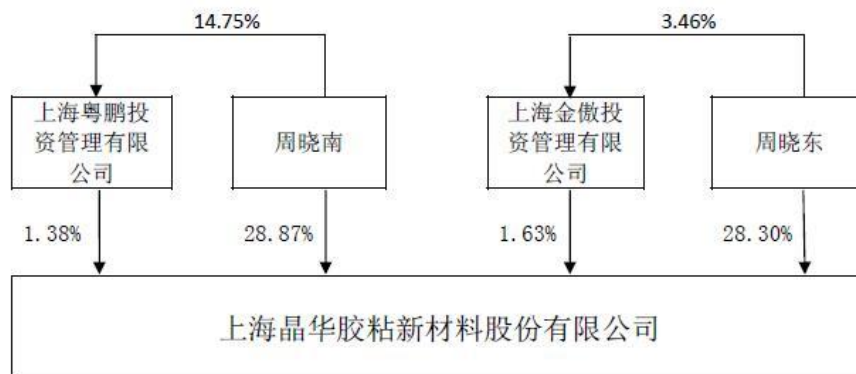 14.75%
3.46%
上海粤鹏投
资管理有限
公司
周晓南
上海金傲投
资管理有限
公司
周晓东
1.38%
28.87%
1.63%
28.30%
上海晶华胶粘新材料股份有限公司